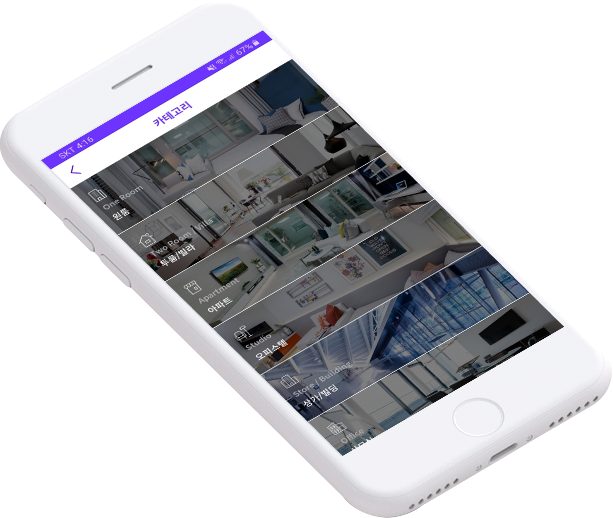 SKT 4:16
67%
카테고리
One Room
원룸
Two Room / Villa
투룸/빌라
Apartment
아파트
Studio
오피스텔
Store / Building
상가/빌딩
Office